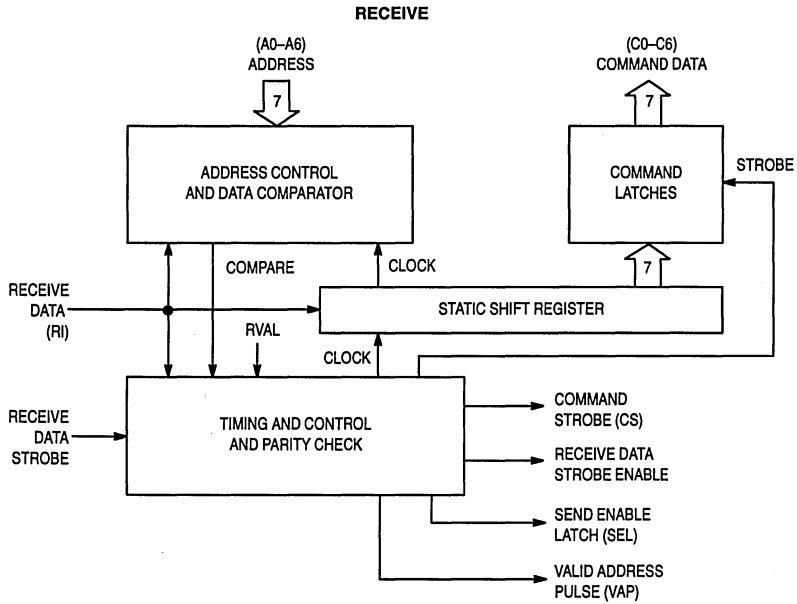 RECEIVE
(A0–A6)
ADDRESS
7
(C0–C6)
COMMAND DATA
7
ADDRESS CONTROL
AND DATA COMPARATOR
COMMAND
LATCHES
STROBE
COMPARE
CLOCK
7
RECEIVE
DATA
(RI)
STATIC SHIFT REGISTER
RVAL
CLOCK
RECEIVE
DATA
STROBE
TIMING AND CONTROL
AND PARITY CHECK
COMMAND
STROBE (CS)
RECEIVE DATA
STROBE ENABLE
SEND ENABLE
LATCH (SEL)
VALID ADDRESS
PULSE (VAP)